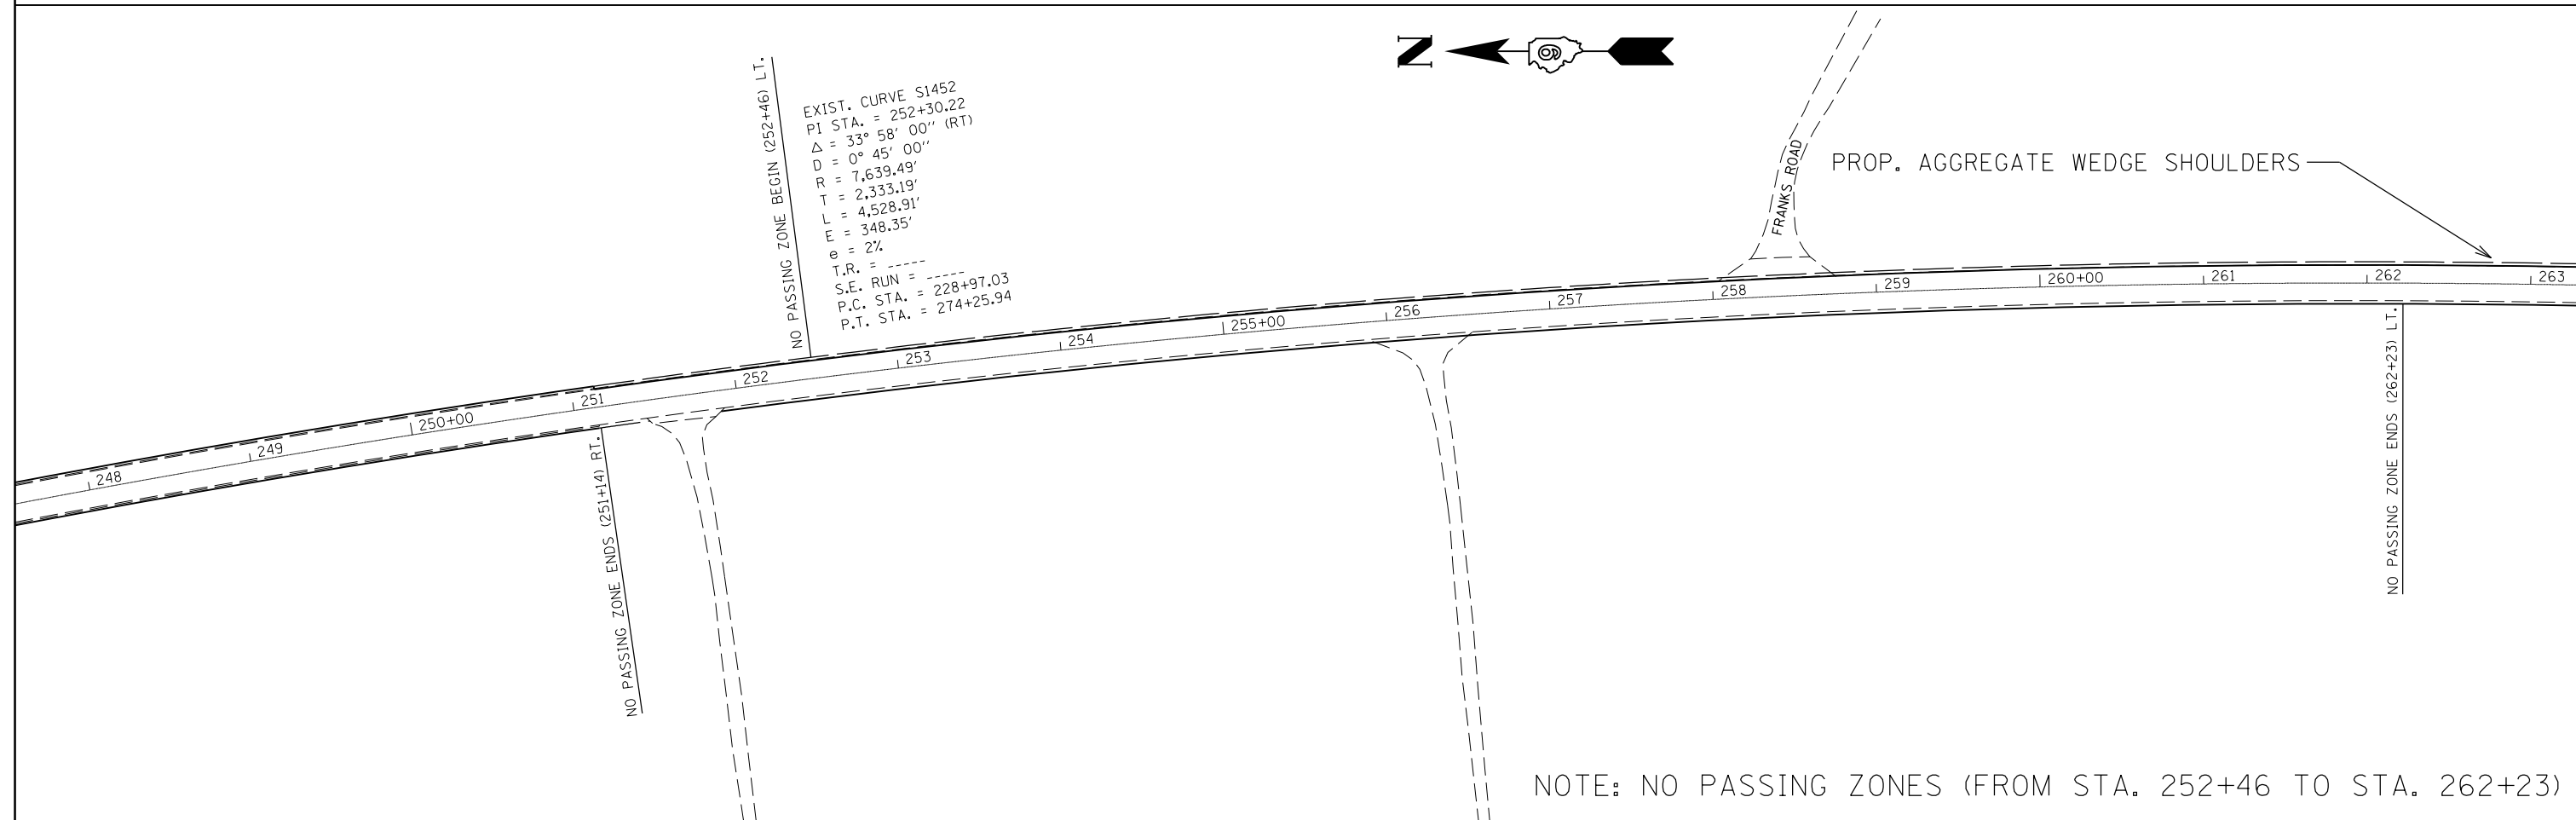 N
9
NO PASSING ZONE BEGIN (252+46) LT.
EXIST. CURVE S1452
PI STA. = 252+30.22
Δ = 33° 58' 00'' (RT)
D = 0° 45' 00''
R = 7,639.49'
T = 2,333.19'
L = 4,528.91'
E = 348.35'
e = 2%
T.R. = -----
S.E. RUN = -----
P.C. STA. = 228+97.03
P.T. STA. = 274+25.94
FRANKS ROAD
PROP. AGGREGATE WEDGE SHOULDERS
248
249
250+00
251
252
253
254
255+00
256
257
258
259
260+00
261
262
263
NO PASSING ZONE ENDS (251+14) RT.
NO PASSING ZONE ENDS (262+23) LT.
NOTE: NO PASSING ZONES (FROM STA. 252+46 TO STA. 262+23)